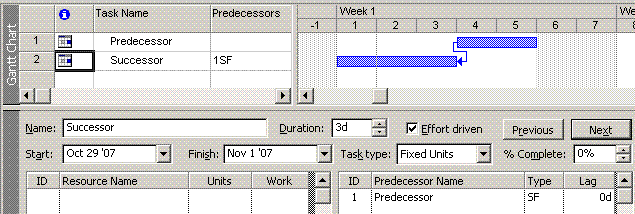 Gantt Chart
Task Name Predecessors
Week 1 We
-1 1 2 3 4 5 6 7 8
1 Predecessor
2 Successor 1SF
Name: Successor Duration: 3d Effort driven Previous Next
Start: Oct 29 '07 Finish: Nov 1 '07 Task type: Fixed Units % Complete: 0%
ID Resource Name Units Work ID Predecessor Name Type Lag
1 Predecessor SF 0d